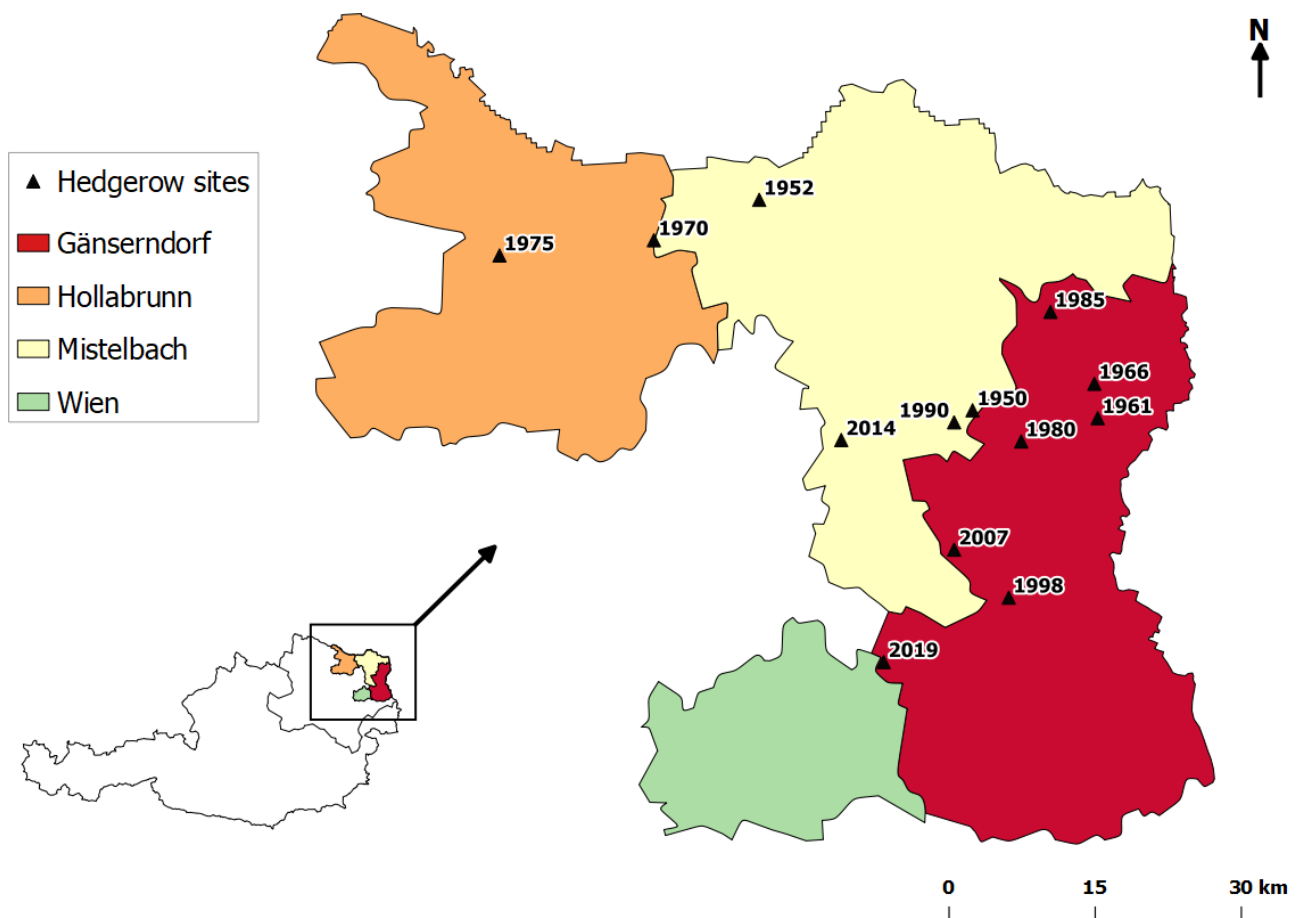 N
Hedgerow sites
Gänserndorf
Hollabrunn
Mistelbach
Wien
1952
1970
1975
1985
1966
1950
1961
1990
1980
2014
2007
1998
2019
0 15 30 km